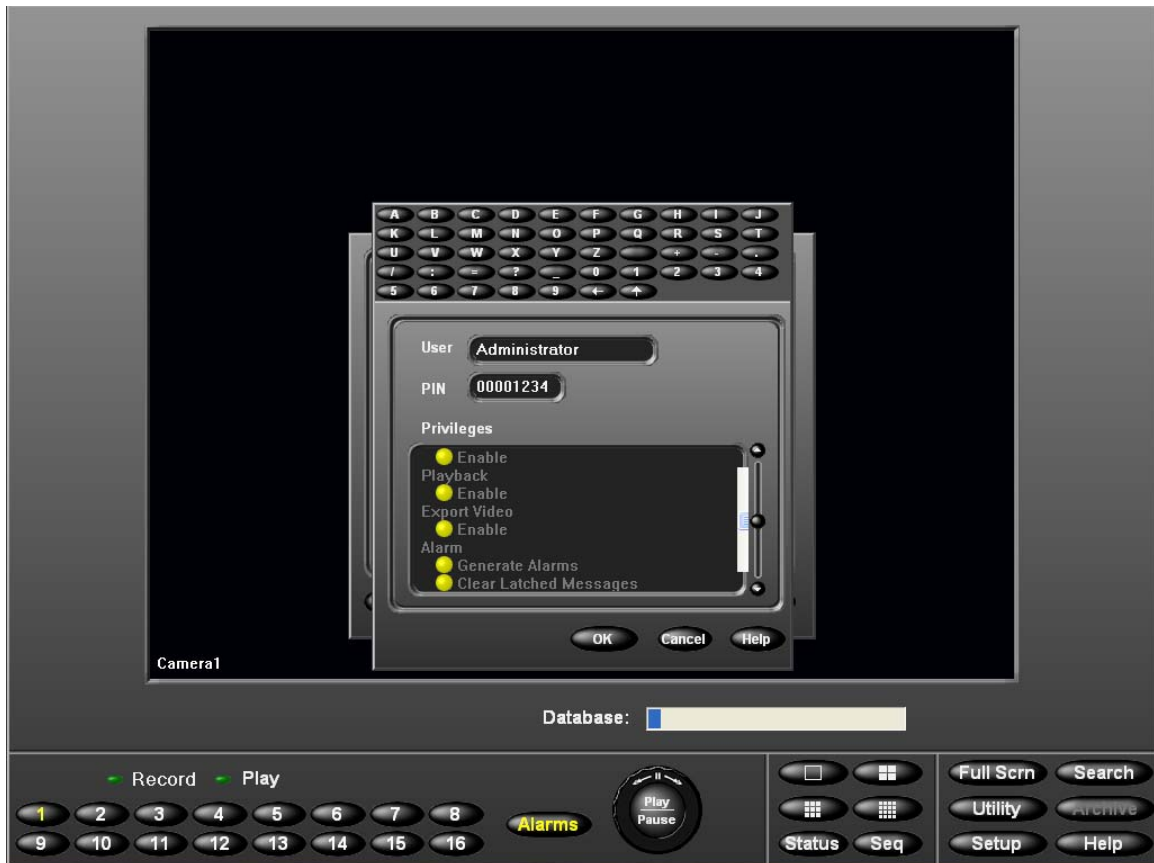 A B C D E F G H I J
K L M N O P Q R S T
U V W X Y Z + - .
/ : = ? _ 0 1 2 3 4
5 6 7 8 9 ← ↑
User Administrator
PIN 00001234
Privileges
Enable
Playback
Enable
Export Video
Enable
Alarm
Generate Alarms
Clear Latched Messages
OK Cancel Help
Camera1
Database:
Record Play
1 2 3 4 5 6 7 8
9 10 11 12 13 14 15 16
Alarms
Play
Pause
Full Scrn Search
Utility Archive
Status Seq Setup Help